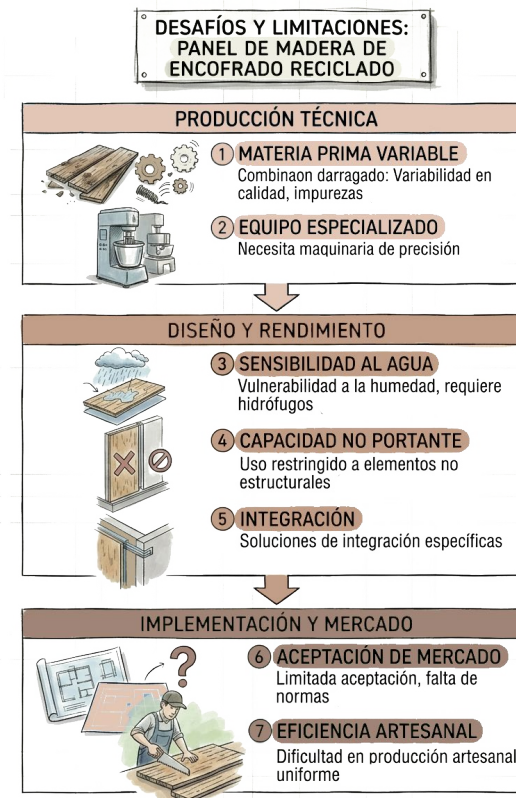 DESAFÍOS Y LIMITACIONES:
PANEL DE MADERA DE
ENCOFRADO RECICLADO
PRODUCCIÓN TÉCNICA
1 MATERIA PRIMA VARIABLE
Combinaon darragado: Variabilidad en
calidad, impurezas
2 EQUIPO ESPECIALIZADO
Necesita maquinaria de precisión
DISEÑO Y RENDIMIENTO
3 SENSIBILIDAD AL AGUA
Vulnerabilidad a la humedad, requiere
hidrófugos
4 CAPACIDAD NO PORTANTE
Uso restringido a elementos no
estructurales
5 INTEGRACIÓN
Soluciones de integración específicas
IMPLEMENTACIÓN Y MERCADO
?
6 ACEPTACIÓN DE MERCADO
Limitada aceptación, falta de
normas
7 EFICIENCIA ARTESANAL
Dificultad en producción artesanal
uniforme